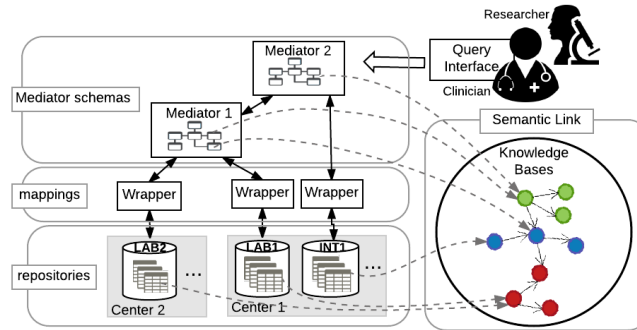 Researcher
Mediator 2
Query
Interface
Clinician
Mediator schemas
Mediator 1
Semantic Link
Knowledge
Bases
mappings
Wrapper
Wrapper
Wrapper
repositories
LAB2
LAB1
INT1
...
...
Center 2
Center 1